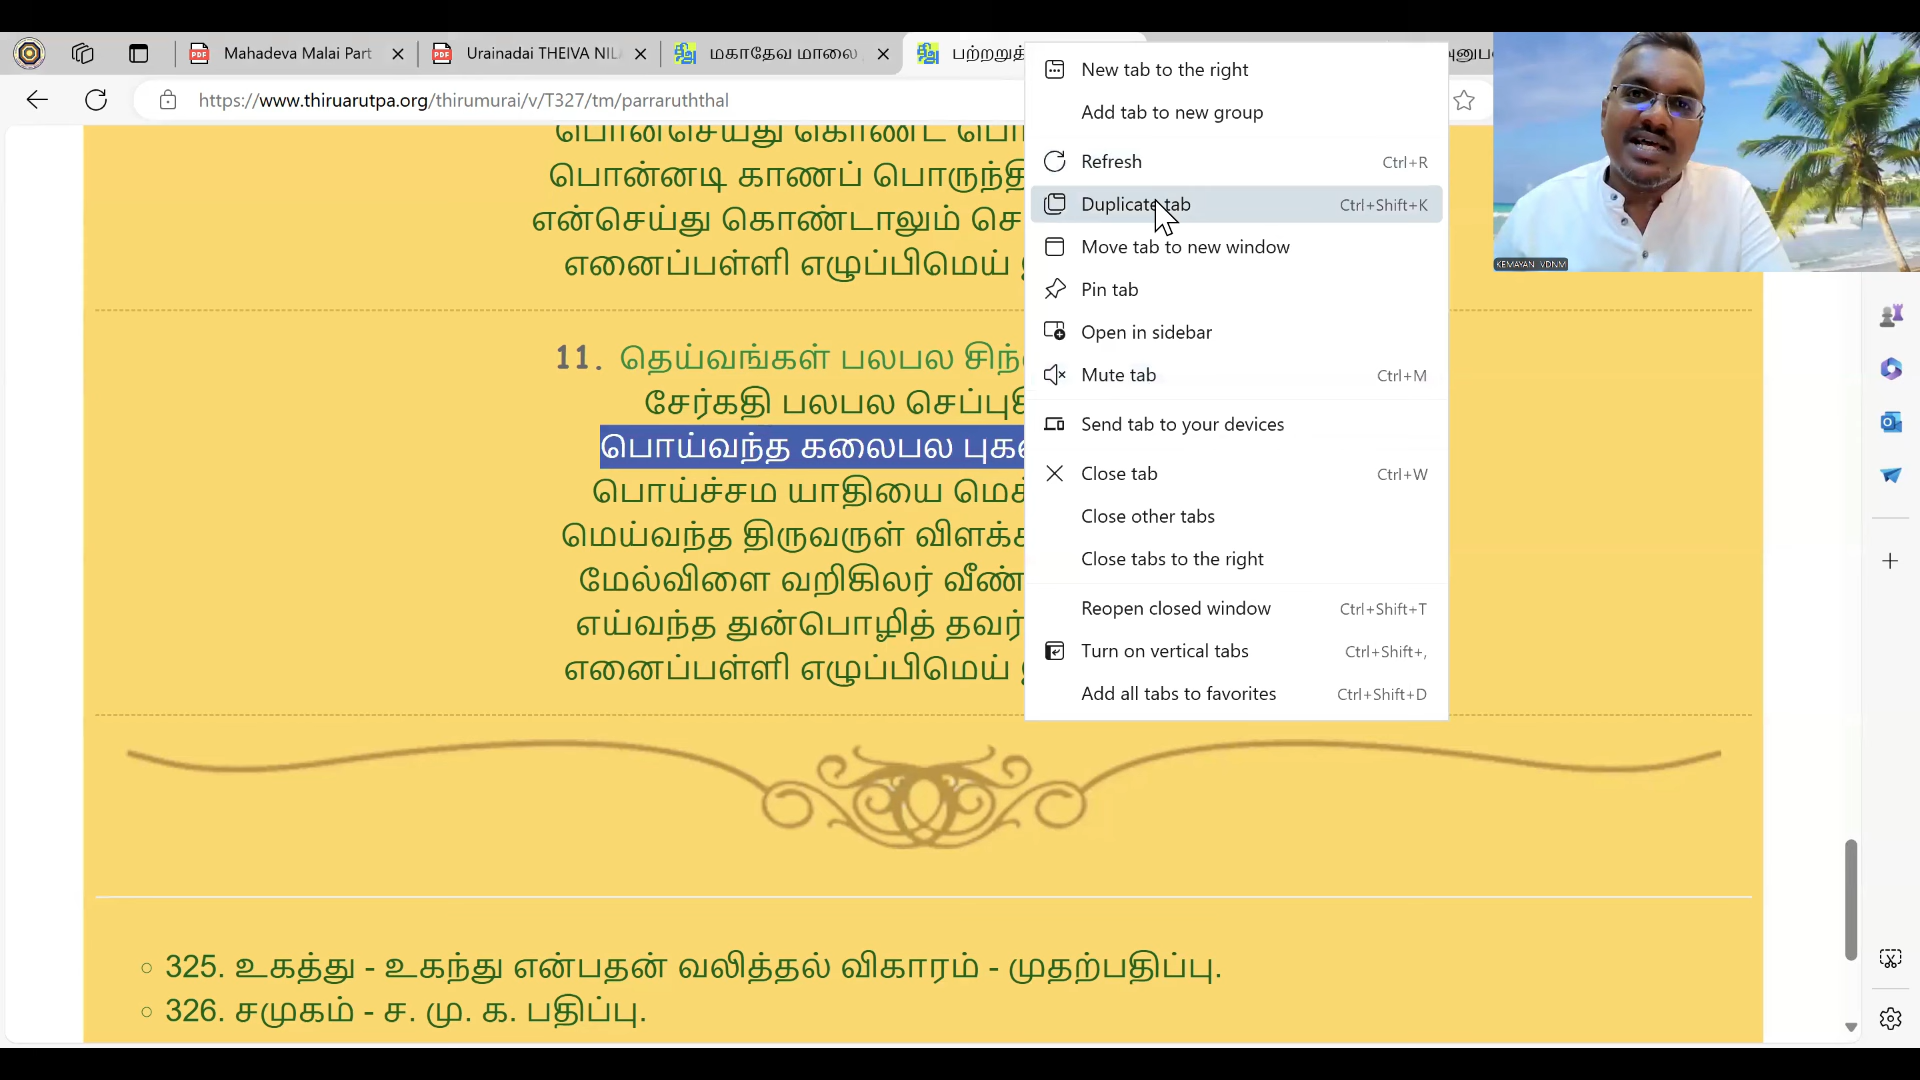 Mahadeva Malai Part
Urainadai THEIVA NIL
மகாதேவ மாலை
பற்றறுத்
https://www.thiruarutpa.org/thirumurai/v/T327/tm/parraruththal
New tab to the right
Add tab to new group
Refresh Ctrl+R
Duplicate tab Ctrl+Shift+K
Move tab to new window
Pin tab
Open in sidebar
Mute tab Ctrl+M
Send tab to your devices
Close tab Ctrl+W
Close other tabs
Close tabs to the right
Reopen closed window Ctrl+Shift+T
Turn on vertical tabs Ctrl+Shift+,
Add all tabs to favorites Ctrl+Shift+D
KEMAYAN VDNM
பொன்செய்து கொண்ட
பொன்னடி காணப் பொருந்தி
என்செய்து கொண்டாலும்
எனைப்பள்ளி எழுப்பிமெய்
11. தெய்வங்கள் பலபல
சேர்கதி பலபல
பொய்வந்த கலைபல
பொய்ச்சம யாதியை
மெய்வந்த திருவருள்
மேல்விளை வறிகிலர்
எய்வந்த துன்பொழித் தவர்
எனைப்பள்ளி எழுப்பிமெய்
325. உகத்து - உகந்து என்பதன் வலித்தல் விகாரம் - முதற்பதிப்பு.
326. சமுகம் - ச. மு. க. பதிப்பு.